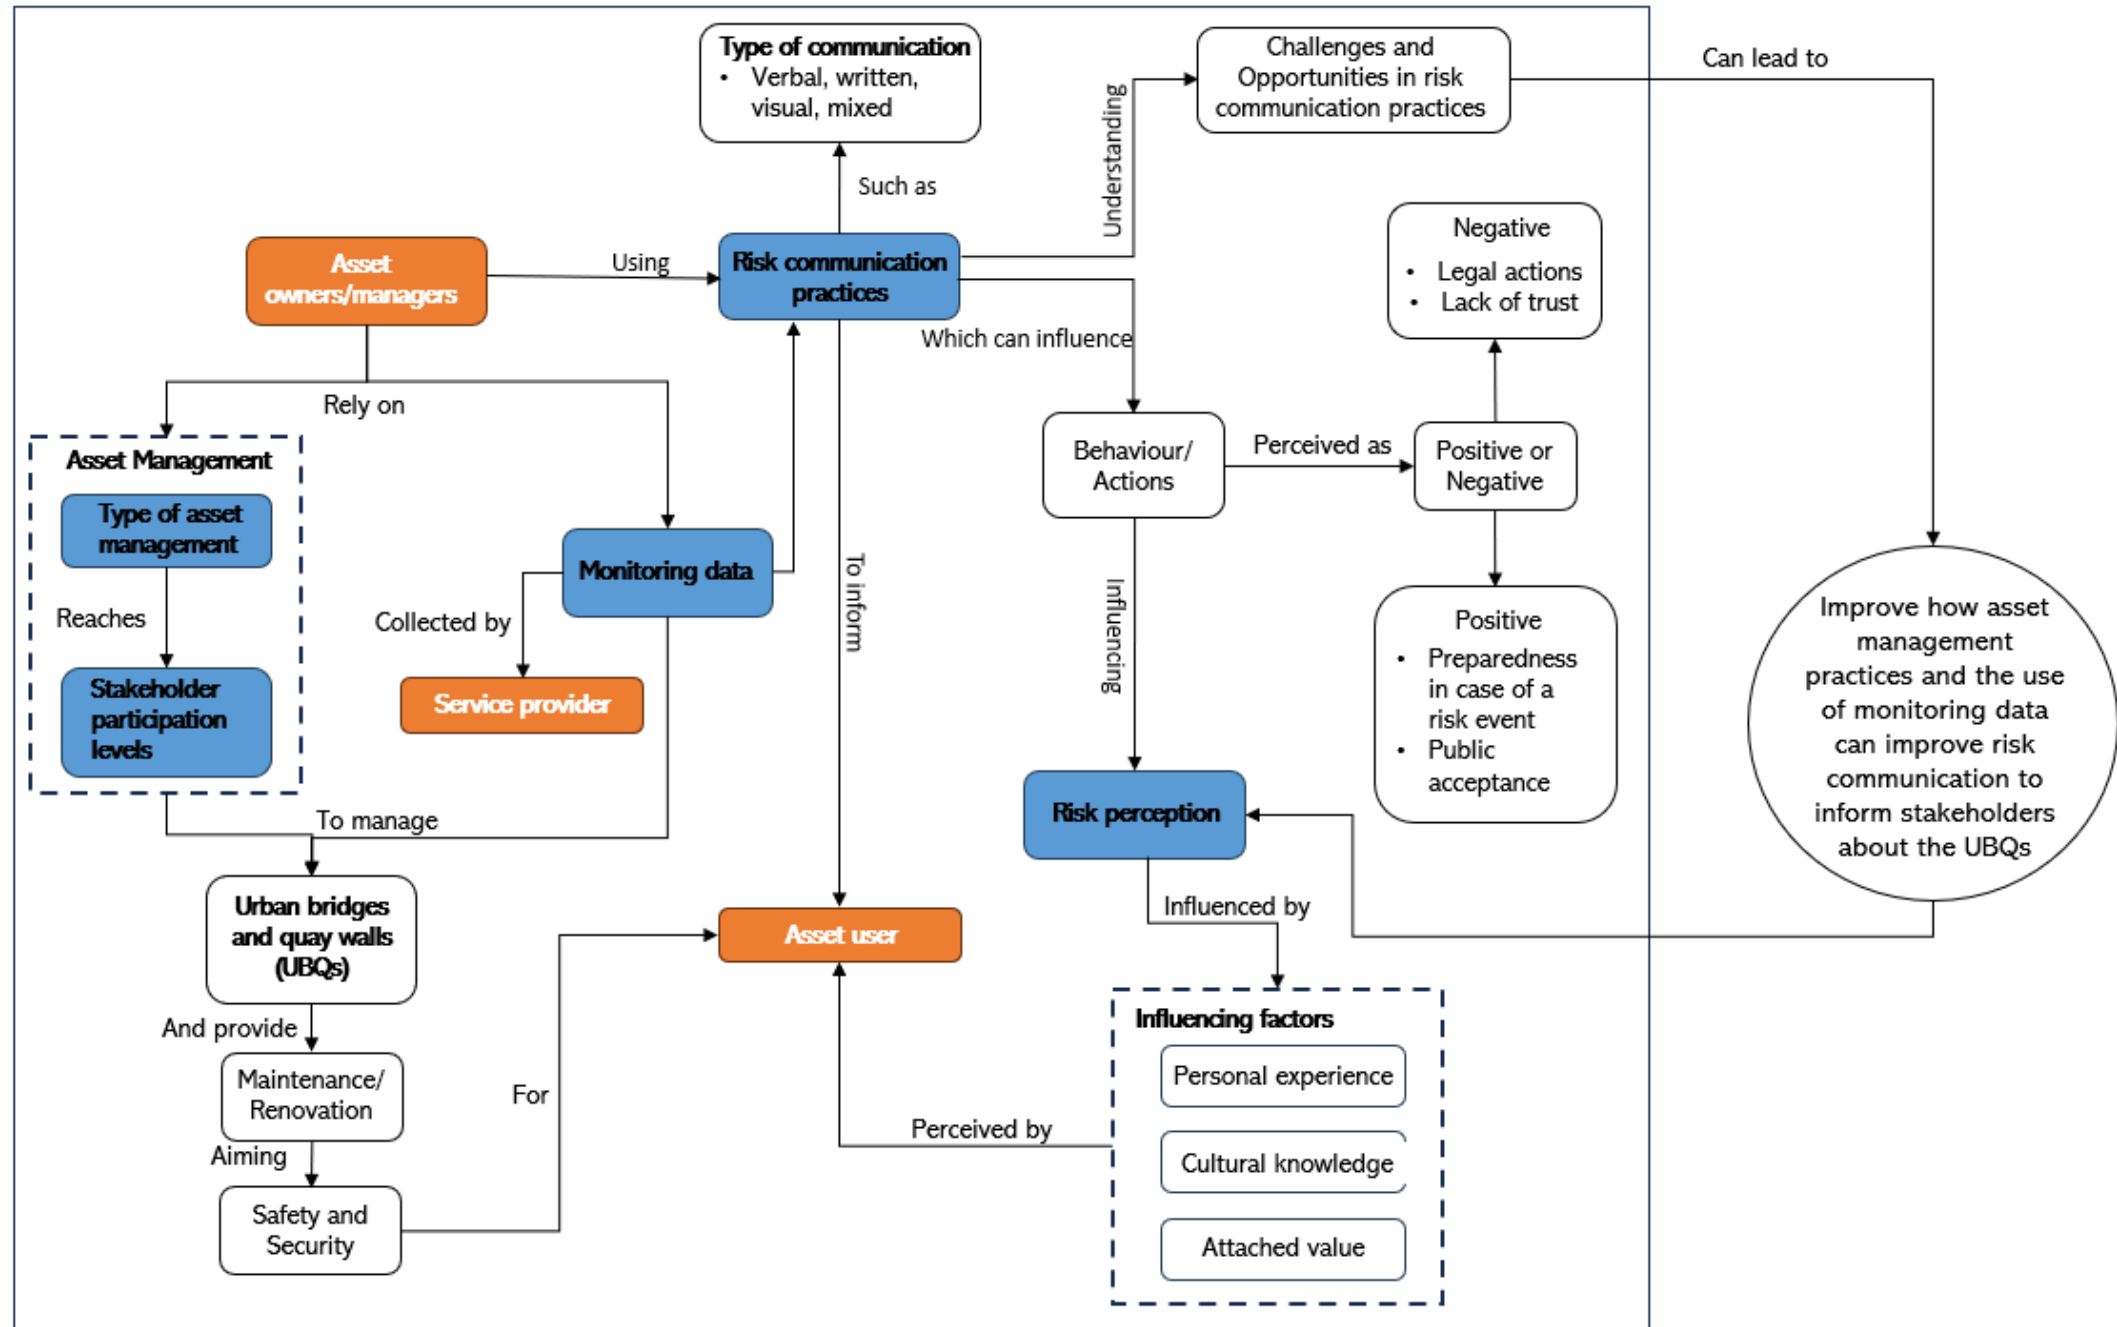 Type of communication
• Verbal, written,
visual, mixed
Challenges and
Opportunities in risk
communication practices
Can lead to
Understanding
Such as
Negative
• Legal actions
• Lack of trust
Asset
owners/managers
Using
Risk communication
practices
Which can influence
Rely on
Asset Management
Type of asset
management
Reaches
Stakeholder
participation
levels
Monitoring data
Collected by
Service provider
To inform
Behaviour/
Actions
Perceived as
Positive or
Negative
Influencing
Positive
• Preparedness
in case of a
risk event
• Public
acceptance
Improve how asset
management
practices and the use
of monitoring data
can improve risk
communication to
inform stakeholders
about the UBQs
To manage
Risk perception
Urban bridges
and quay walls
(UBQs)
Asset user
Influenced by
And provide
Maintenance/
Renovation
Aiming
Safety and
Security
For
Perceived by
Influencing factors
Personal experience
Cultural knowledge
Attached value